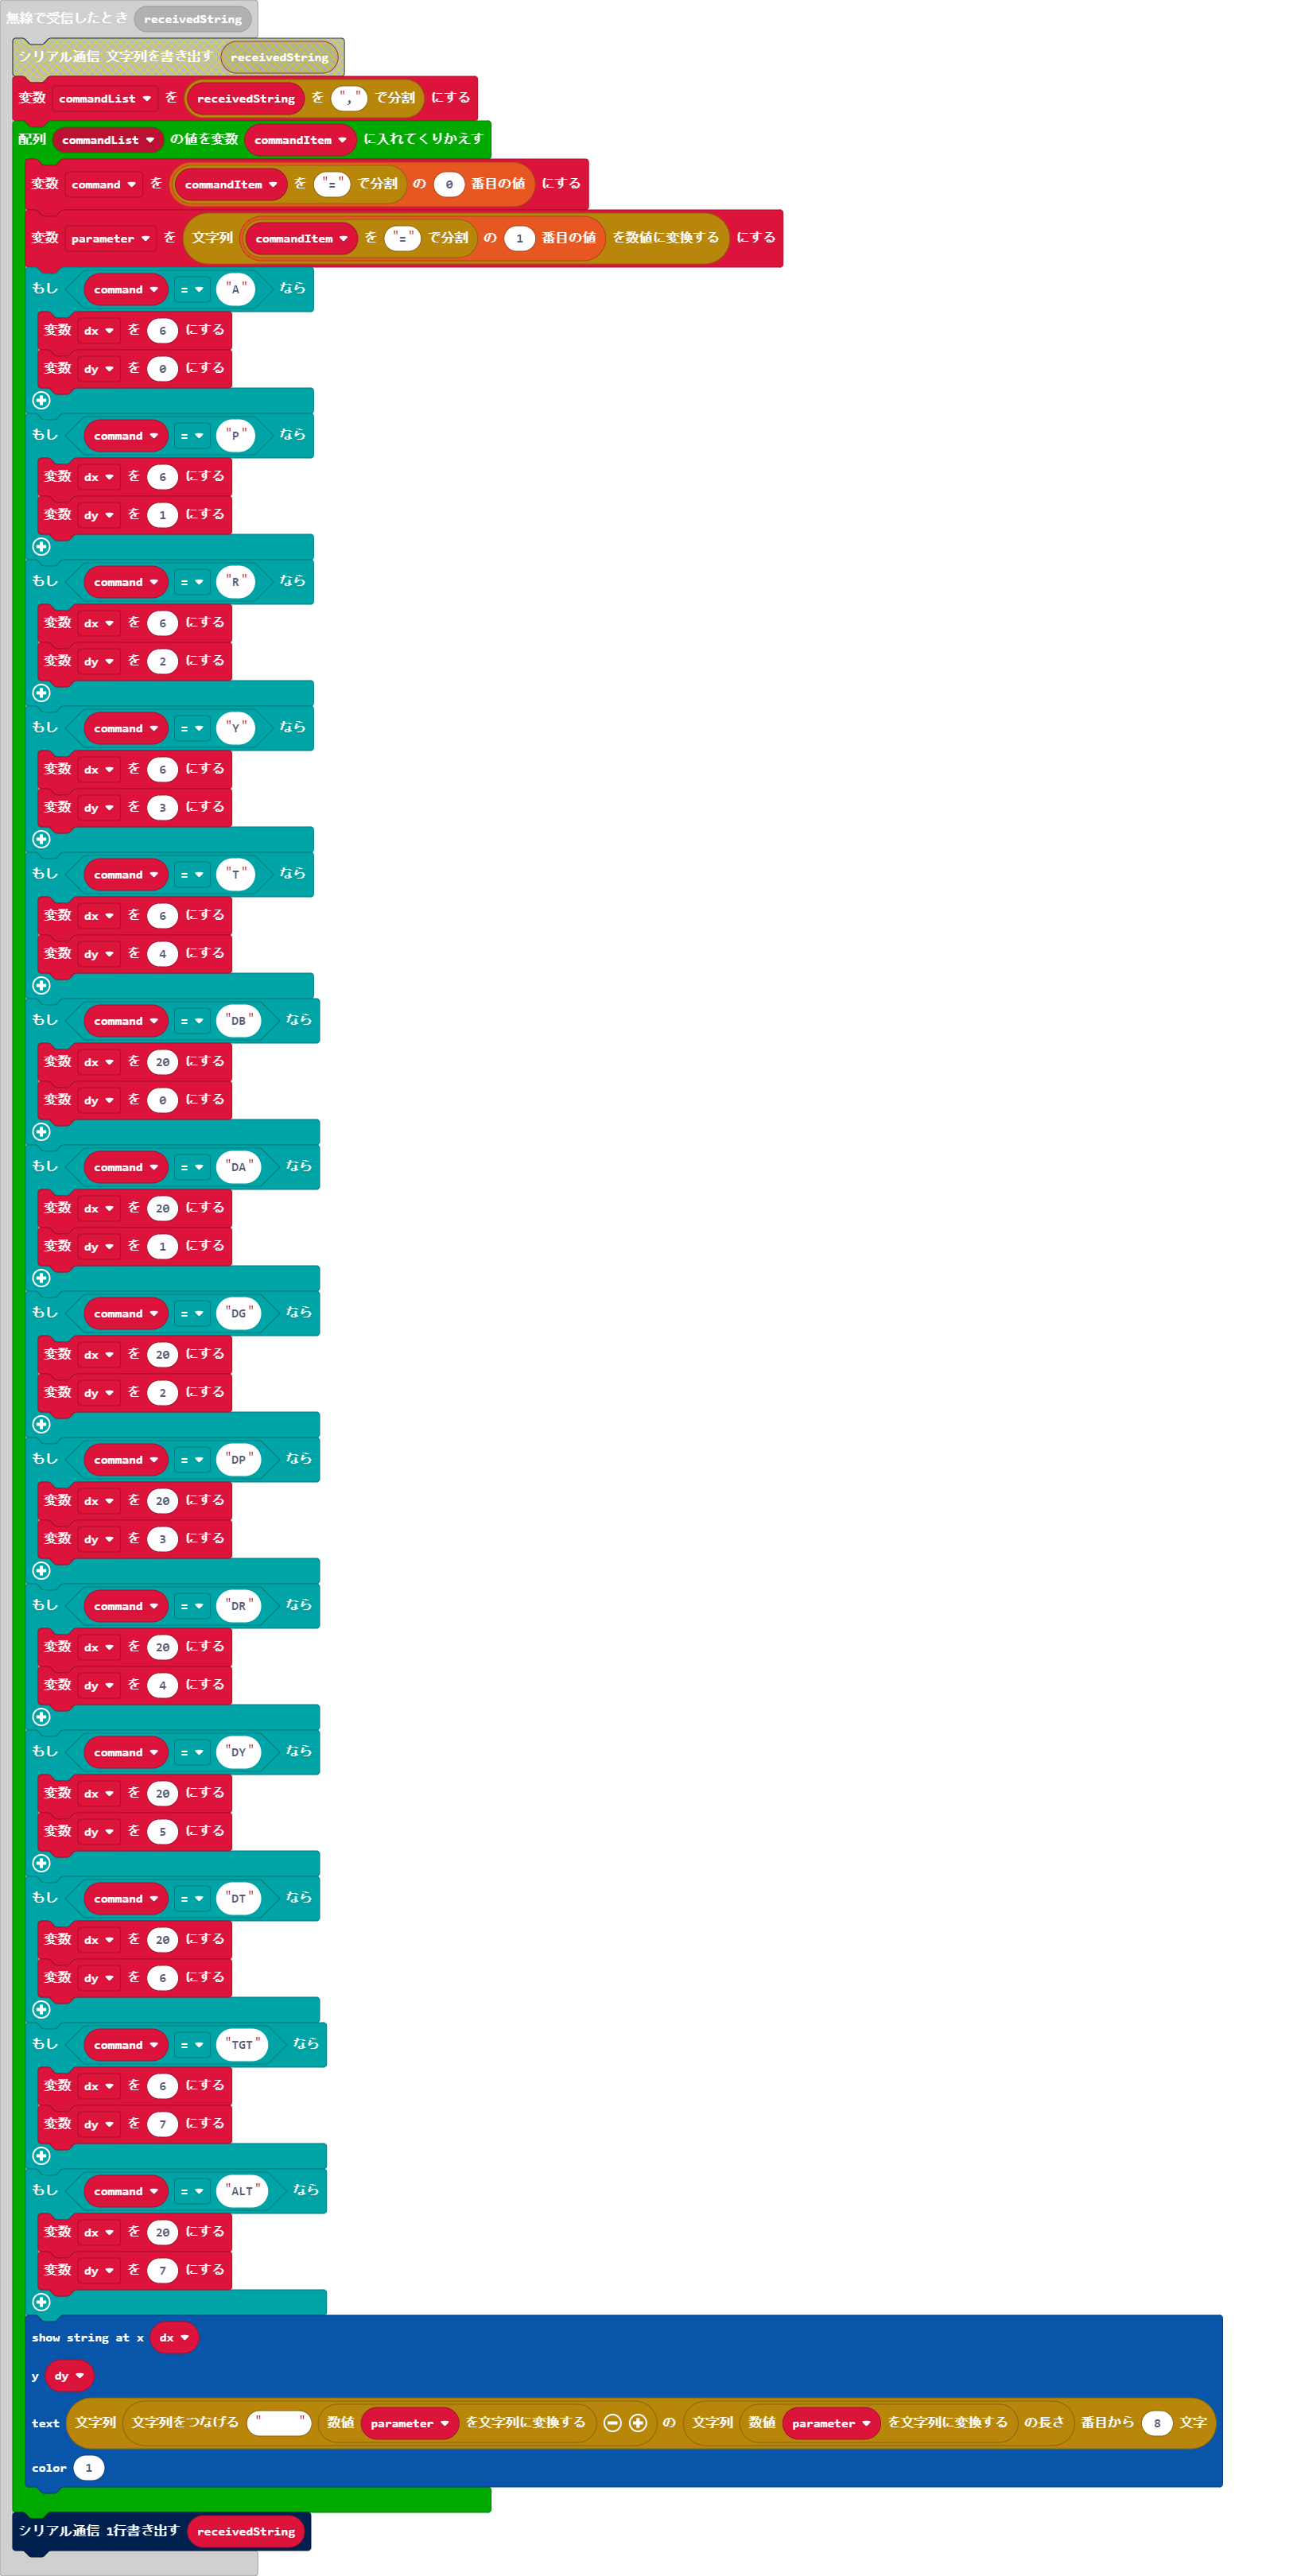 無線で受信したとき receivedString
シリアル通信 文字列を書き出す receivedString
変数 commandList を receivedString を "," で分割 にする
配列 commandList の値を変数 commandItem に入れてくりかえす
変数 command を commandItem を "=" で分割 の 0 番目の値 にする
変数 parameter を 文字列 commandItem を "=" で分割 の 1 番目の値 を数値に変換する にする
もし command = "A" なら
変数 dx を 6 にする
変数 dy を 0 にする
もし command = "P" なら
変数 dx を 6 にする
変数 dy を 1 にする
もし command = "R" なら
変数 dx を 6 にする
変数 dy を 2 にする
もし command = "Y" なら
変数 dx を 6 にする
変数 dy を 3 にする
もし command = "T" なら
変数 dx を 6 にする
変数 dy を 4 にする
もし command = "DB" なら
変数 dx を 20 にする
変数 dy を 0 にする
もし command = "DA" なら
変数 dx を 20 にする
変数 dy を 1 にする
もし command = "DG" なら
変数 dx を 20 にする
変数 dy を 2 にする
もし command = "DP" なら
変数 dx を 20 にする
変数 dy を 3 にする
もし command = "DR" なら
変数 dx を 20 にする
変数 dy を 4 にする
もし command = "DY" なら
変数 dx を 20 にする
変数 dy を 5 にする
もし command = "DT" なら
変数 dx を 20 にする
変数 dy を 6 にする
もし command = "TGT" なら
変数 dx を 6 にする
変数 dy を 7 にする
もし command = "ALT" なら
変数 dx を 20 にする
変数 dy を 7 にする
show string at x dx
y dy
text 文字列 文字列をつなげる "      " 数値 parameter を文字列に変換する の 文字列 数値 parameter を文字列に変換する の長さ 番目から 8 文字
color 1
シリアル通信 1行書き出す receivedString